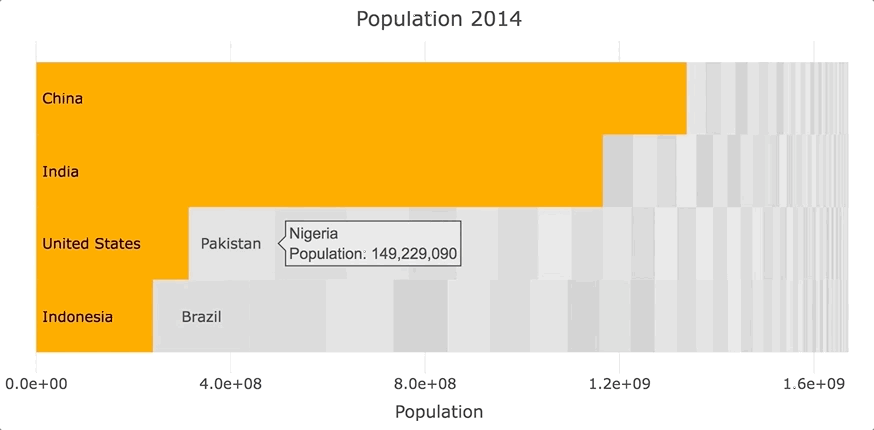 Population 2014
China
India
United States
Pakistan
Nigeria
Population: 149,229,090
Indonesia
Brazil
0.0e+00
4.0e+08
8.0e+08
1.2e+09
1.6e+09
Population